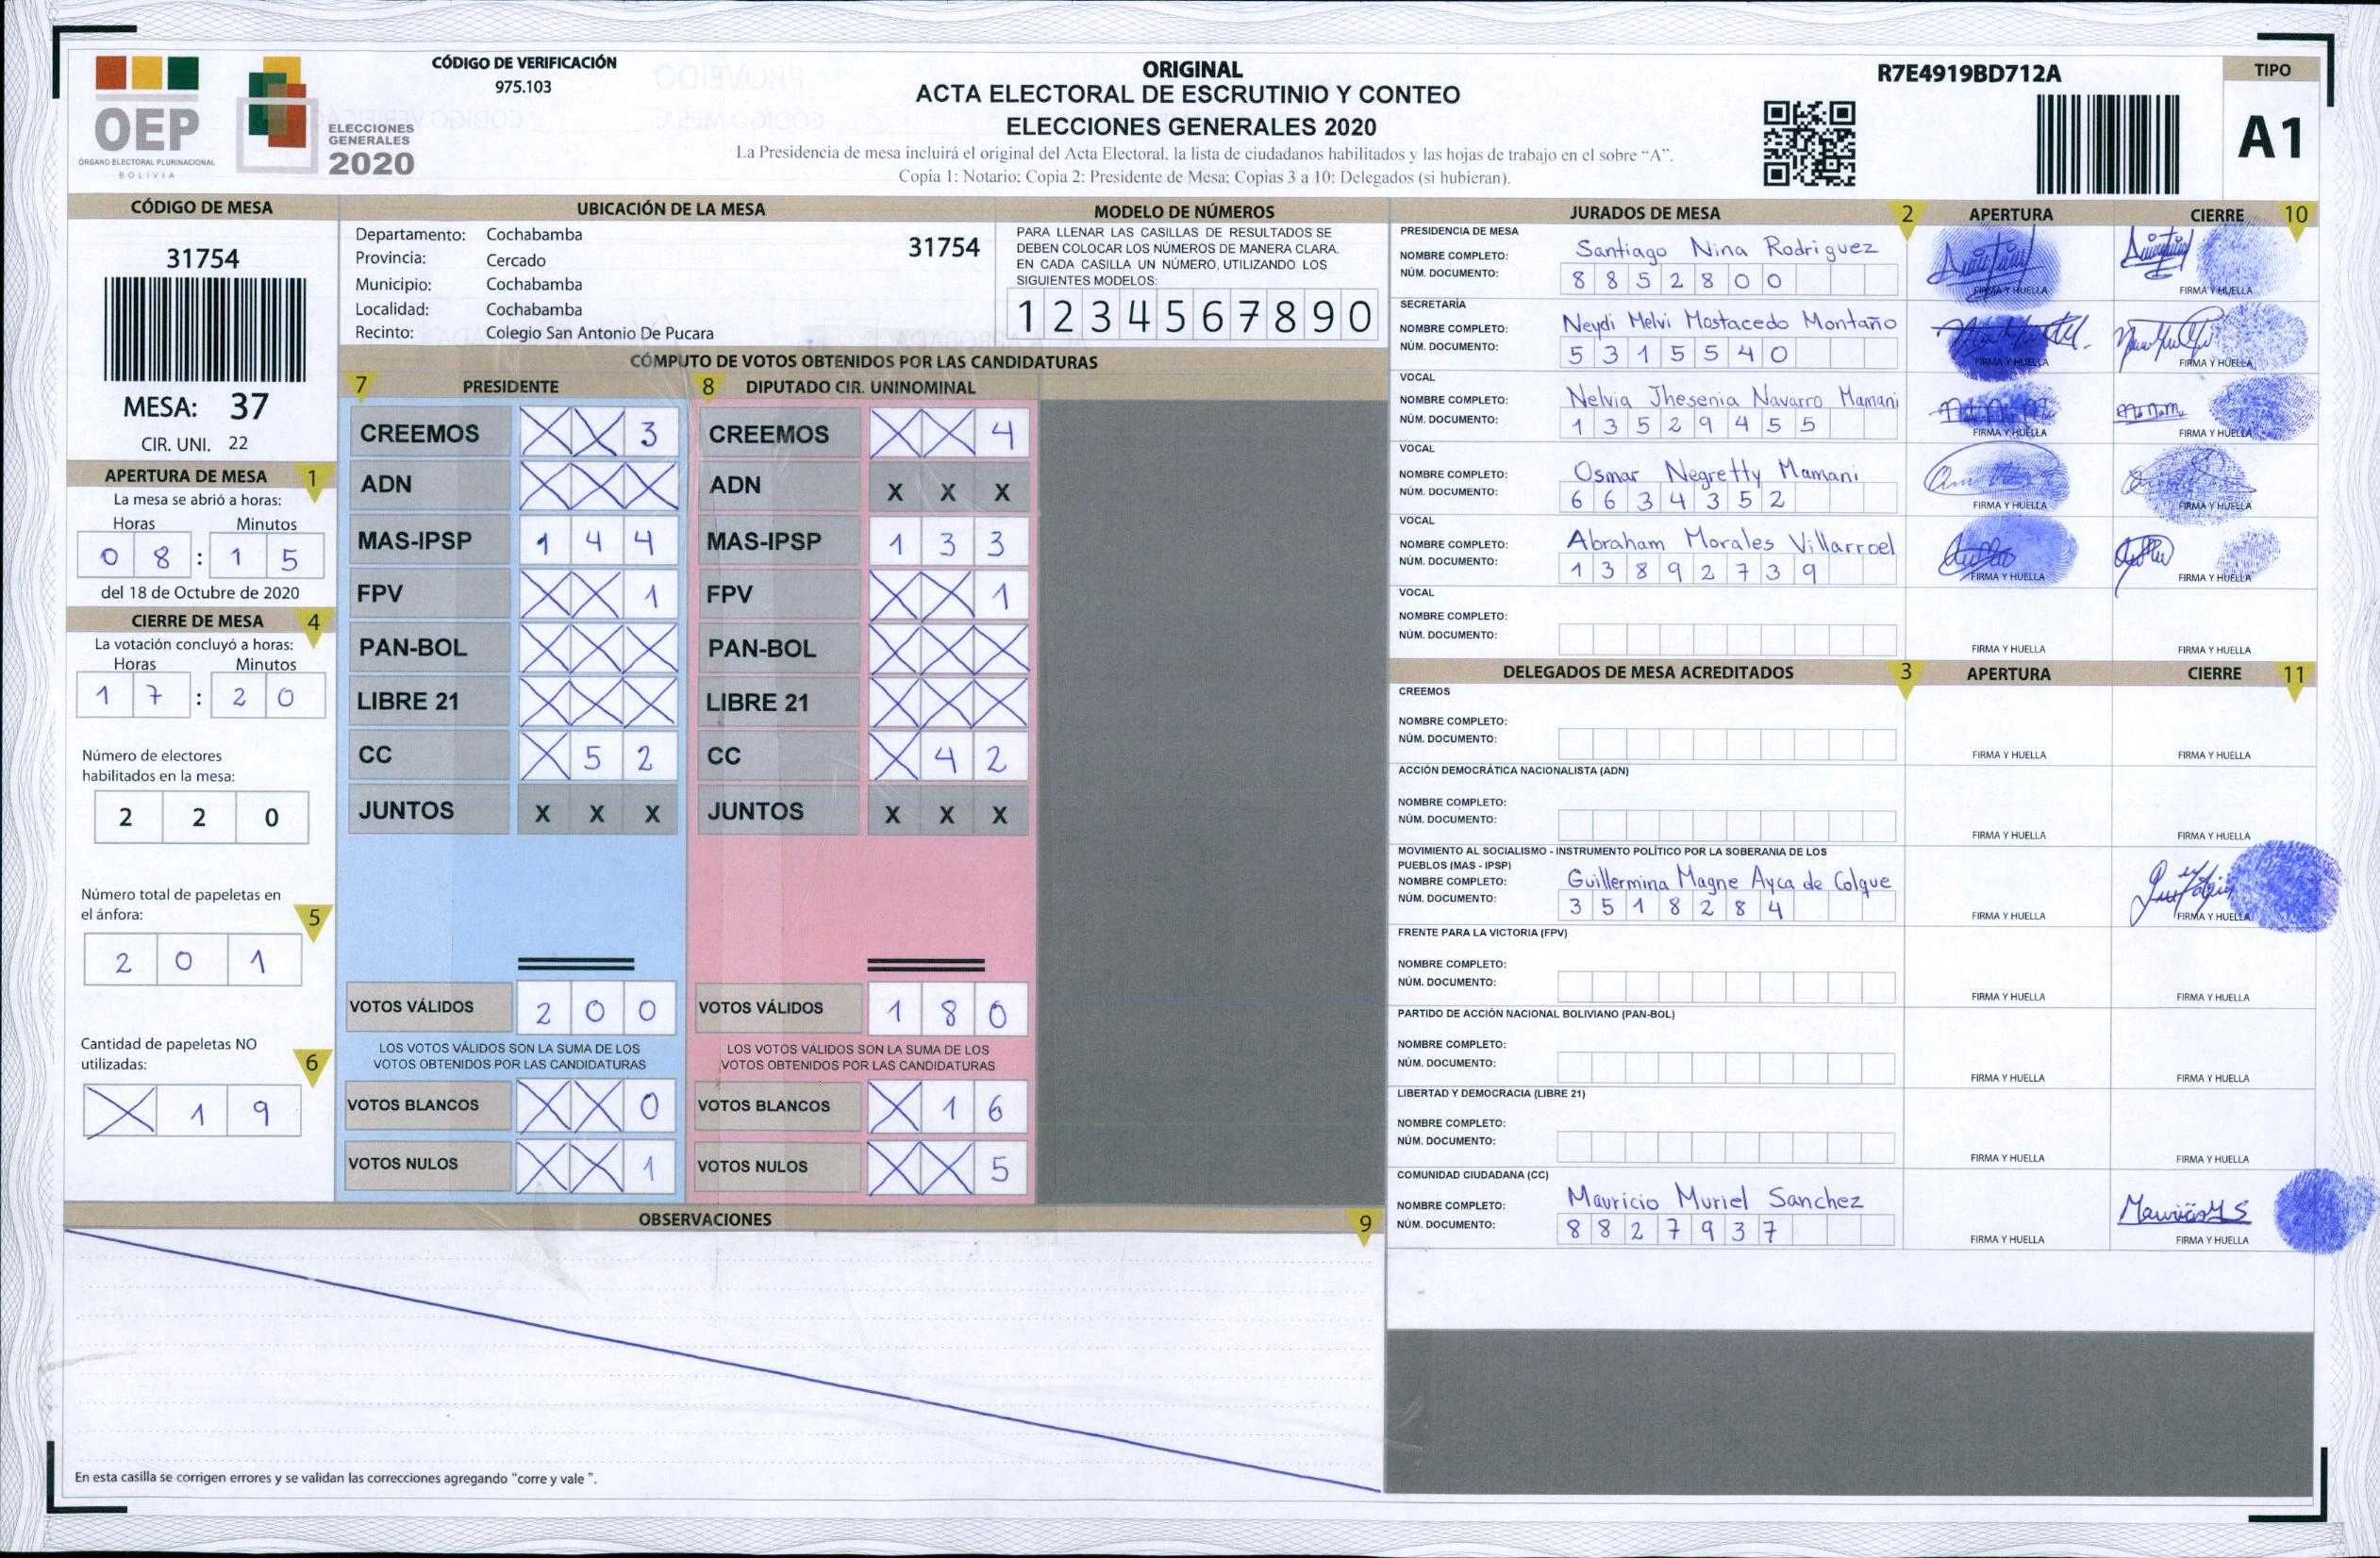 OEP
ÓRGANO ELECTORAL PLURINACIONAL
BOLIVIA
ELECCIONES
GENERALES
2020
CÓDIGO DE VERIFICACIÓN
975.103
ORIGINAL
ACTA ELECTORAL DE ESCRUTINIO Y CONTEO
ELECCIONES GENERALES 2020
La Presidencia de mesa incluirá el original del Acta Electoral, la lista de ciudadanos habilitados y las hojas de trabajo en el sobre “A”.
Copia 1: Notario; Copia 2: Presidente de Mesa; Copias 3 a 10: Delegados (si hubieran).
R7E4919BD712A
TIPO
A1
CÓDIGO DE MESA
31754
MESA: 37
CIR. UNI. 22
APERTURA DE MESA 1
La mesa se abrió a horas:
Horas Minutos
0 8 : 1 5
del 18 de Octubre de 2020
CIERRE DE MESA 4
La votación concluyó a horas:
Horas Minutos
1 7 : 2 0
Número de electores
habilitados en la mesa:
2 2 0
Número total de papeletas en
el ánfora: 5
2 0 1
Cantidad de papeletas NO
utilizadas: 6
X 1 9
UBICACIÓN DE LA MESA
Departamento: Cochabamba
31754
Provincia: Cercado
Municipio: Cochabamba
Localidad: Cochabamba
Recinto: Colegio San Antonio De Pucara
MODELO DE NÚMEROS
PARA LLENAR LAS CASILLAS DE RESULTADOS SE
DEBEN COLOCAR LOS NÚMEROS DE MANERA CLARA.
EN CADA CASILLA UN NÚMERO, UTILIZANDO LOS
SIGUIENTES MODELOS:
1 2 3 4 5 6 7 8 9 0
CÓMPUTO DE VOTOS OBTENIDOS POR LAS CANDIDATURAS
7 PRESIDENTE
CREEMOS X X 3
ADN X X X
MAS-IPSP 1 4 4
FPV X X 1
PAN-BOL X X X
LIBRE 21 X X X
CC X 5 2
JUNTOS X X X
VOTOS VÁLIDOS 2 0 0
LOS VOTOS VÁLIDOS SON LA SUMA DE LOS
VOTOS OBTENIDOS POR LAS CANDIDATURAS
VOTOS BLANCOS X X 0
VOTOS NULOS X X 1
8 DIPUTADO CIR. UNINOMINAL
CREEMOS X X 4
ADN X X X
MAS-IPSP 1 3 3
FPV X X 1
PAN-BOL X X X
LIBRE 21 X X X
CC X 4 2
JUNTOS X X X
VOTOS VÁLIDOS 1 8 0
LOS VOTOS VÁLIDOS SON LA SUMA DE LOS
VOTOS OBTENIDOS POR LAS CANDIDATURAS
VOTOS BLANCOS X 1 6
VOTOS NULOS X X 5
OBSERVACIONES 9
En esta casilla se corrigen errores y se validan las correcciones agregando “corre y vale ”.
JURADOS DE MESA 2 APERTURA CIERRE 10
PRESIDENCIA DE MESA
NOMBRE COMPLETO: Santiago Nina Rodriguez
NÚM. DOCUMENTO: 8 8 5 2 8 0 0
FIRMA Y HUELLA FIRMA Y HUELLA
SECRETARÍA
NOMBRE COMPLETO: Neydi Melvi Mostacedo Montaño
NÚM. DOCUMENTO: 5 3 1 5 5 4 0
FIRMA Y HUELLA FIRMA Y HUELLA
VOCAL
NOMBRE COMPLETO: Nelvia Jhesenia Navarro Mamani
NÚM. DOCUMENTO: 1 3 5 2 9 4 5 5
FIRMA Y HUELLA FIRMA Y HUELLA
VOCAL
NOMBRE COMPLETO: Osmar Negretty Mamani
NÚM. DOCUMENTO: 6 6 3 4 3 5 2
FIRMA Y HUELLA FIRMA Y HUELLA
VOCAL
NOMBRE COMPLETO: Abraham Morales Villarroel
NÚM. DOCUMENTO: 1 3 8 9 2 7 3 9
FIRMA Y HUELLA FIRMA Y HUELLA
VOCAL
NOMBRE COMPLETO:
NÚM. DOCUMENTO:
FIRMA Y HUELLA FIRMA Y HUELLA
DELEGADOS DE MESA ACREDITADOS 3 APERTURA CIERRE 11
CREEMOS
NOMBRE COMPLETO:
NÚM. DOCUMENTO:
FIRMA Y HUELLA FIRMA Y HUELLA
ACCIÓN DEMOCRÁTICA NACIONALISTA (ADN)
NOMBRE COMPLETO:
NÚM. DOCUMENTO:
FIRMA Y HUELLA FIRMA Y HUELLA
MOVIMIENTO AL SOCIALISMO - INSTRUMENTO POLÍTICO POR LA SOBERANIA DE LOS
PUEBLOS (MAS - IPSP)
NOMBRE COMPLETO: Guillermina Magne Ayca de Colque
NÚM. DOCUMENTO: 3 5 1 8 2 8 4
FIRMA Y HUELLA FIRMA Y HUELLA
FRENTE PARA LA VICTORIA (FPV)
NOMBRE COMPLETO:
NÚM. DOCUMENTO:
FIRMA Y HUELLA FIRMA Y HUELLA
PARTIDO DE ACCIÓN NACIONAL BOLIVIANO (PAN-BOL)
NOMBRE COMPLETO:
NÚM. DOCUMENTO:
FIRMA Y HUELLA FIRMA Y HUELLA
LIBERTAD Y DEMOCRACIA (LIBRE 21)
NOMBRE COMPLETO:
NÚM. DOCUMENTO:
FIRMA Y HUELLA FIRMA Y HUELLA
COMUNIDAD CIUDADANA (CC)
NOMBRE COMPLETO: Mauricio Muriel Sanchez
NÚM. DOCUMENTO: 8 8 2 7 9 3 7
FIRMA Y HUELLA FIRMA Y HUELLA